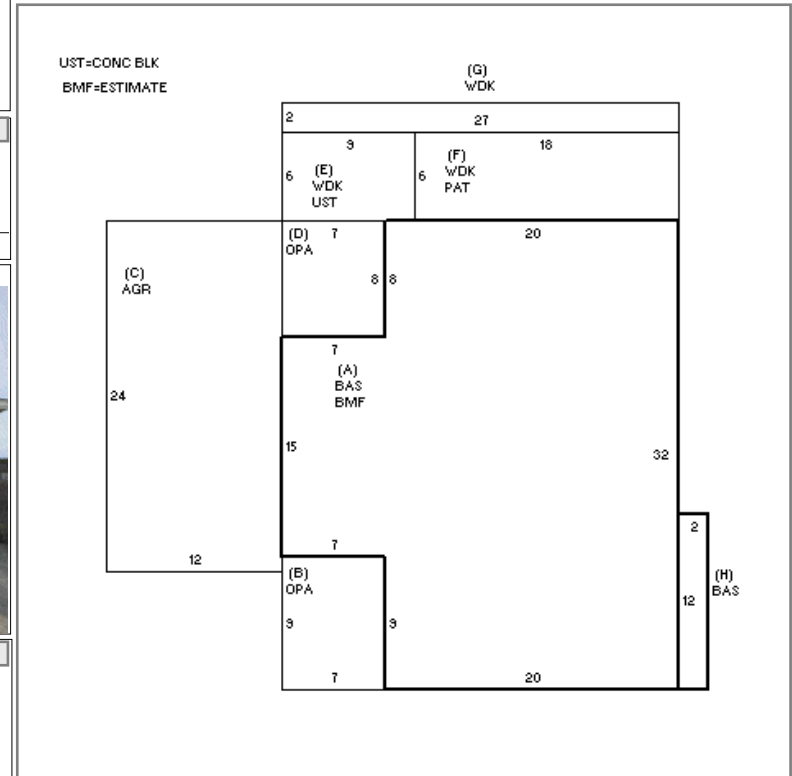 UST=CONC BLK
BMF=ESTIMATE
(G)
WDK
2
27
9
18
6
(E)
WDK
UST
6
(F)
WDK
PAT
(D)
OPA
7
20
(C)
AGR
8
8
7
(A)
BAS
BMF
24
15
32
2
7
12
(B)
OPA
(H)
BAS
12
9
9
7
20